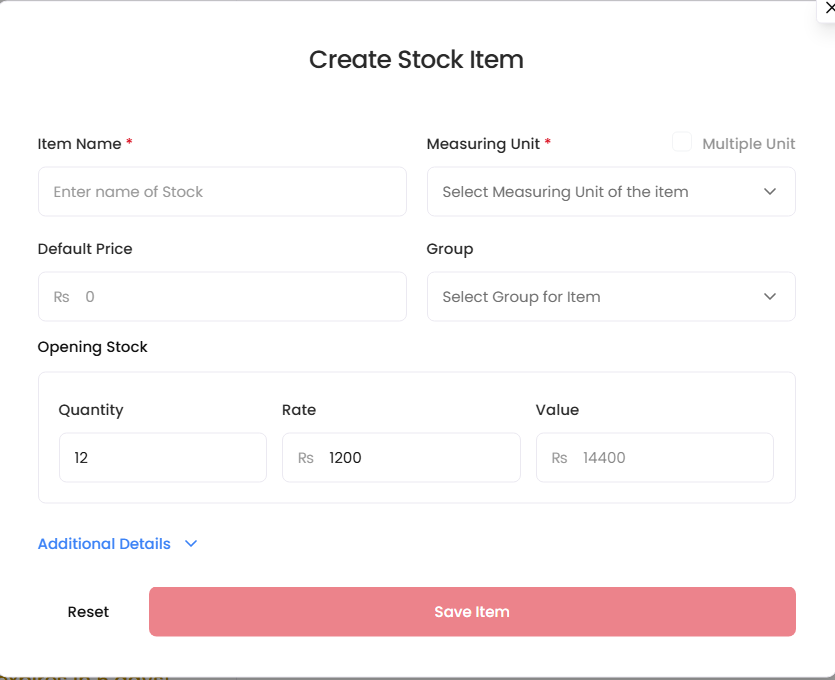 Create Stock Item
Item Name *
Measuring Unit *
Multiple Unit
Enter name of Stock
Select Measuring Unit of the item
Default Price
Group
Rs 0
Select Group for Item
Opening Stock
Quantity
Rate
Value
12
Rs 1200
Rs 14400
Additional Details
Reset
Save Item